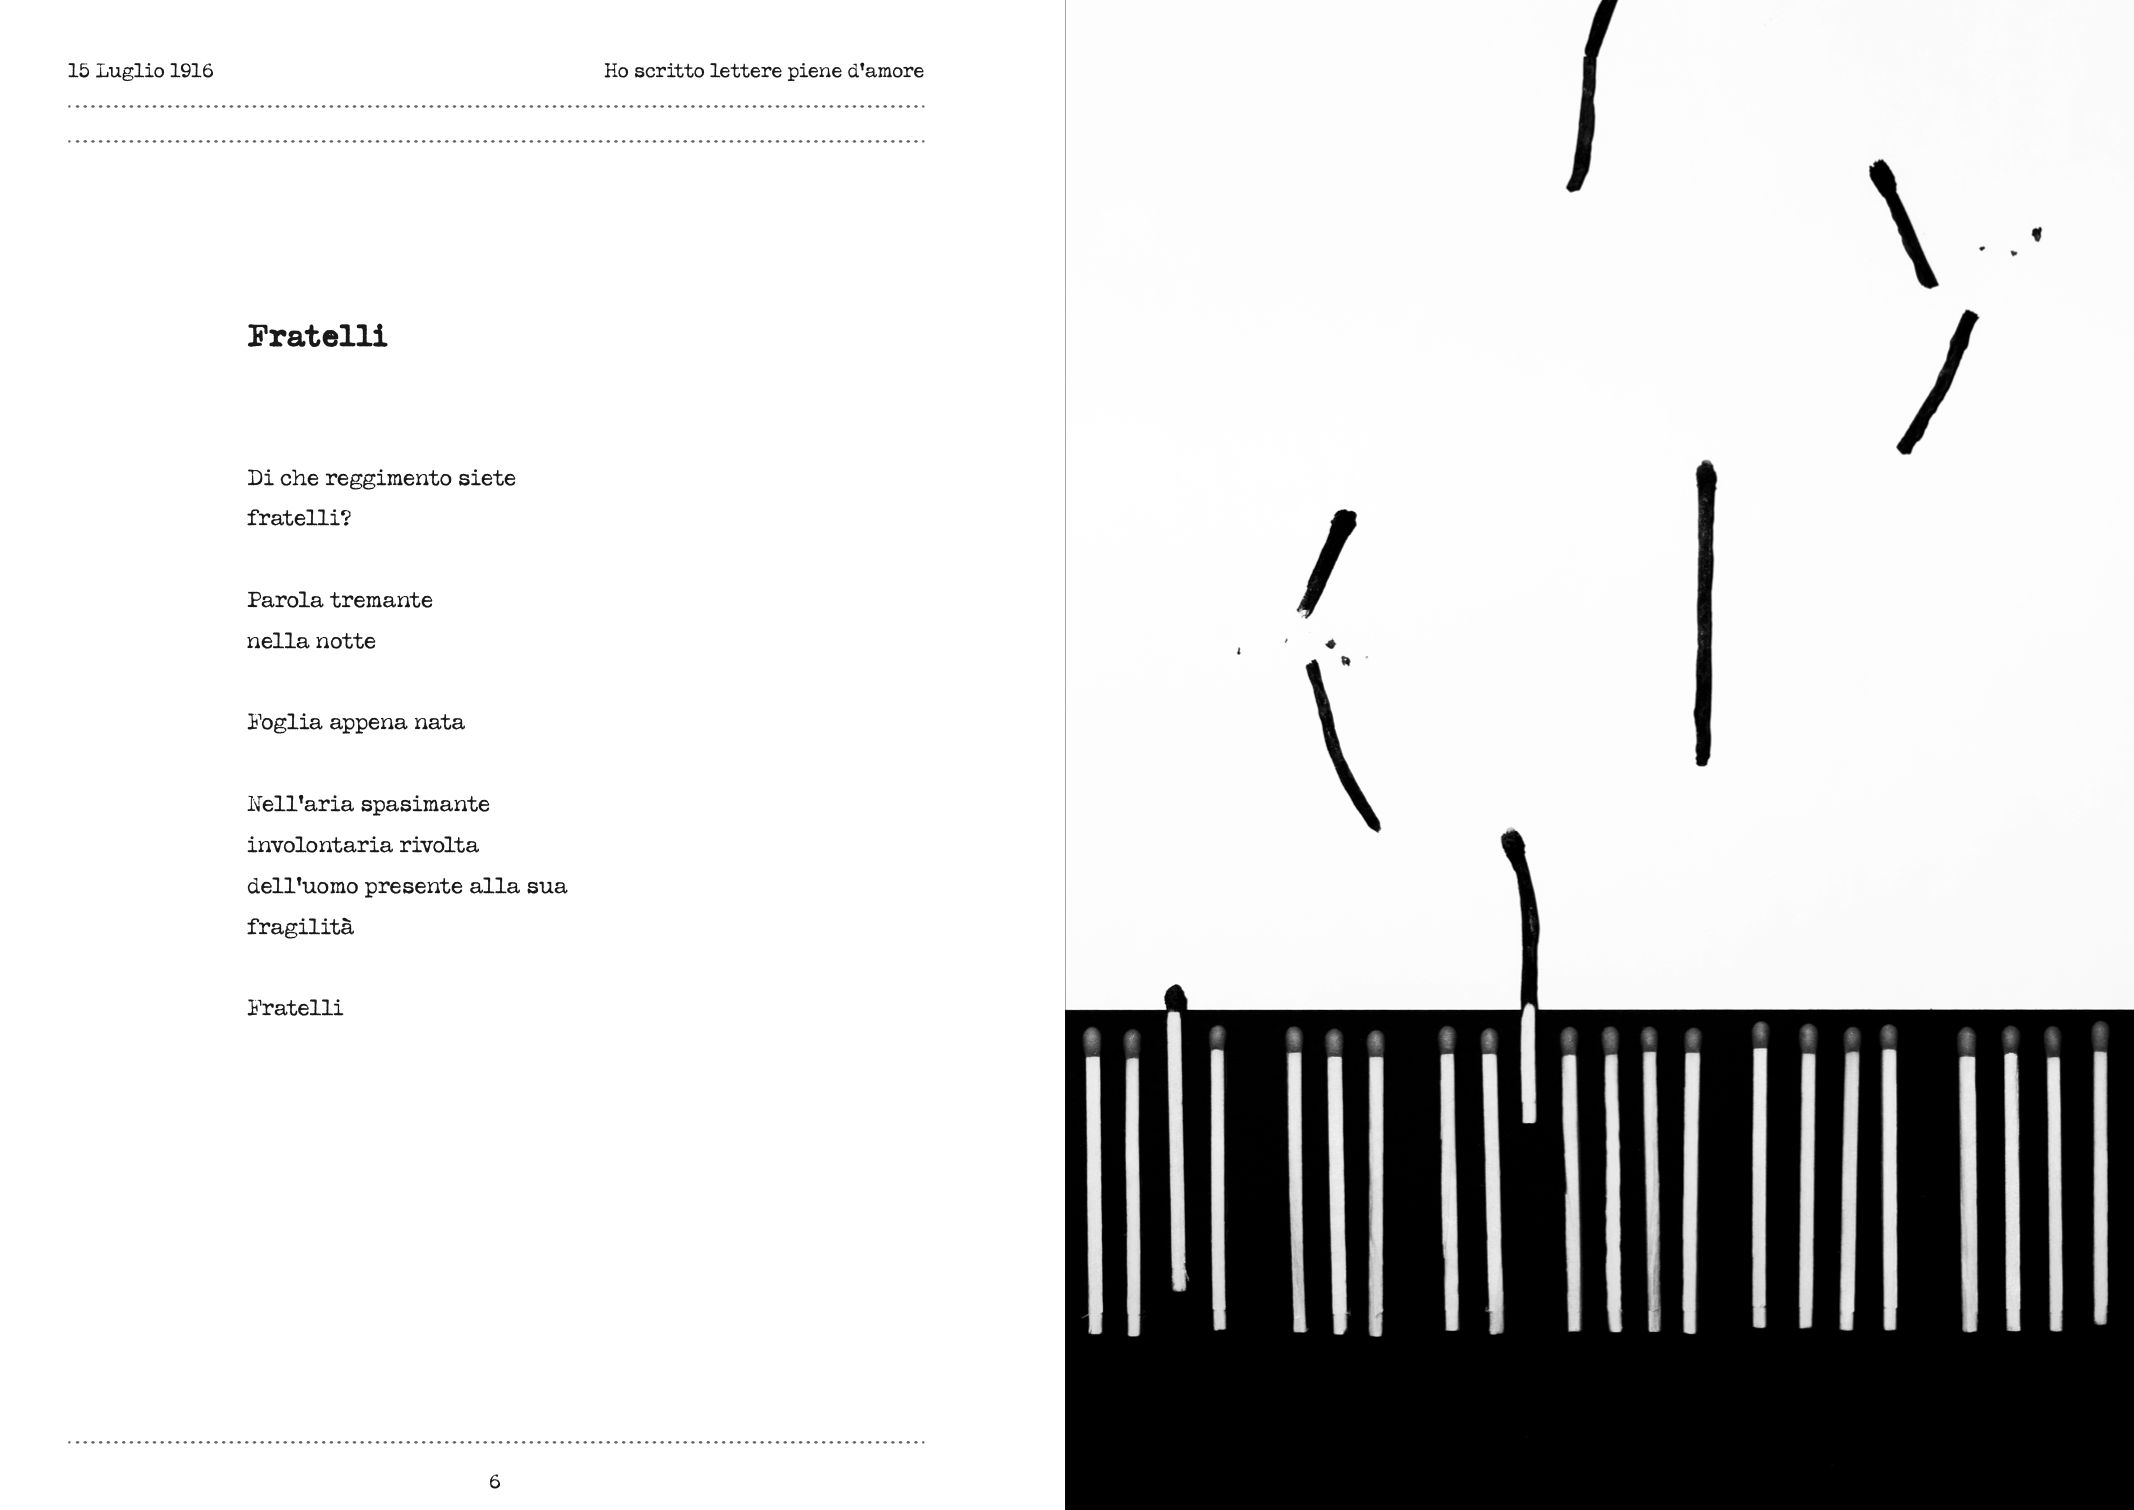 15 Luglio 1916
Ho scritto lettere piene d'amore
Fratelli
Di che reggimento siete
fratelli?
Parola tremante
nella notte
Foglia appena nata
Nell'aria spasimante
involontaria rivolta
dell'uomo presente alla sua
fragilità
Fratelli
6